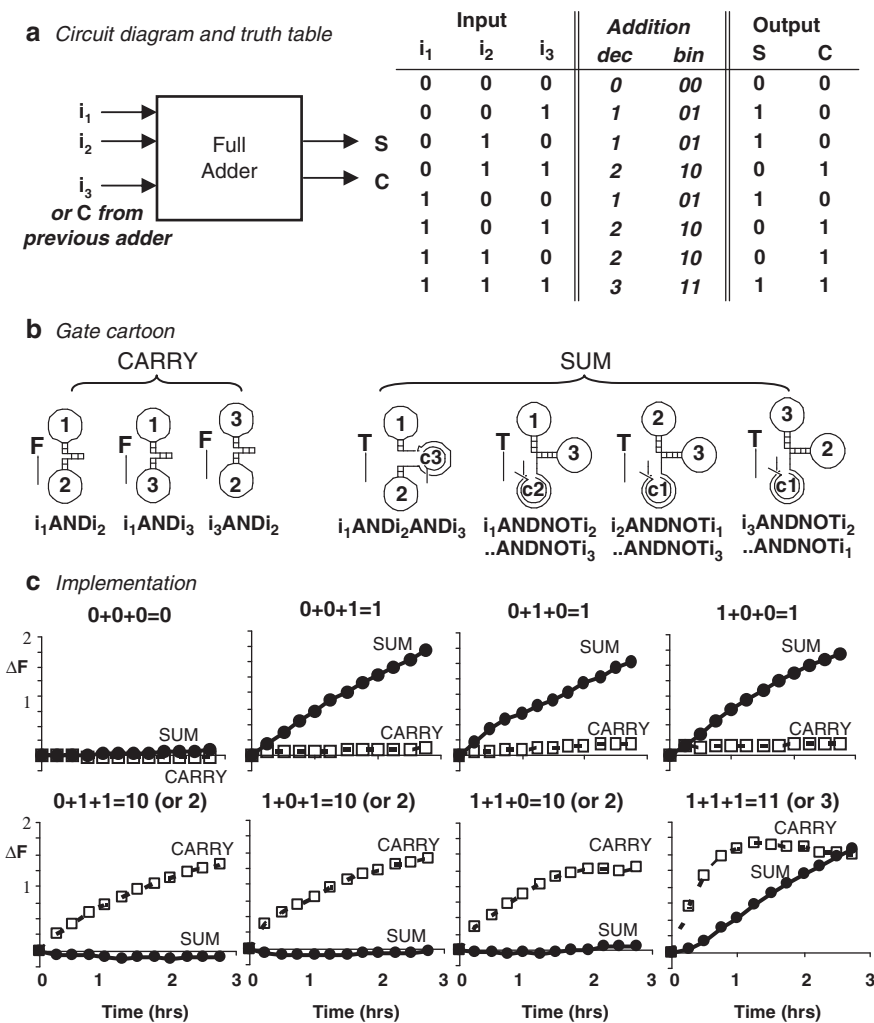 a Circuit diagram and truth table
i1
i2
i3
or C from
previous adder
Full
Adder
S
C
Input Addition Output
i1 i2 i3 dec bin S C
0 0 0 0 00 0 0
0 0 1 1 01 1 0
0 1 0 1 01 1 0
0 1 1 2 10 0 1
1 0 0 1 01 1 0
1 0 1 2 10 0 1
1 1 0 2 10 0 1
1 1 1 3 11 1 1
b Gate cartoon
CARRY
F 1 2
F 1 3
F 3 2
i1ANDi2 i1ANDi3 i3ANDi2
SUM
T 1 c3 2
T 1 3 c2
T 2 3 c1
T 3 2 c1
i1ANDi2ANDi3 i1ANDNOTi2 i2ANDNOTi1 i3ANDNOTi2
..ANDNOTi3 ..ANDNOTi3 ..ANDNOTi1
c Implementation
0+0+0=0 0+0+1=1 0+1+0=1 1+0+0=1
2
ΔF
1
SUM
CARRY
SUM
CARRY
SUM
CARRY
SUM
CARRY
0+1+1=10 (or 2) 1+0+1=10 (or 2) 1+1+0=10 (or 2) 1+1+1=11 (or 3)
2
ΔF
1
CARRY
SUM
CARRY
SUM
CARRY
SUM
CARRY
SUM
0 1 2 3 0 1 2 3 0 1 2 3 0 1 2 3
Time (hrs) Time (hrs) Time (hrs) Time (hrs)